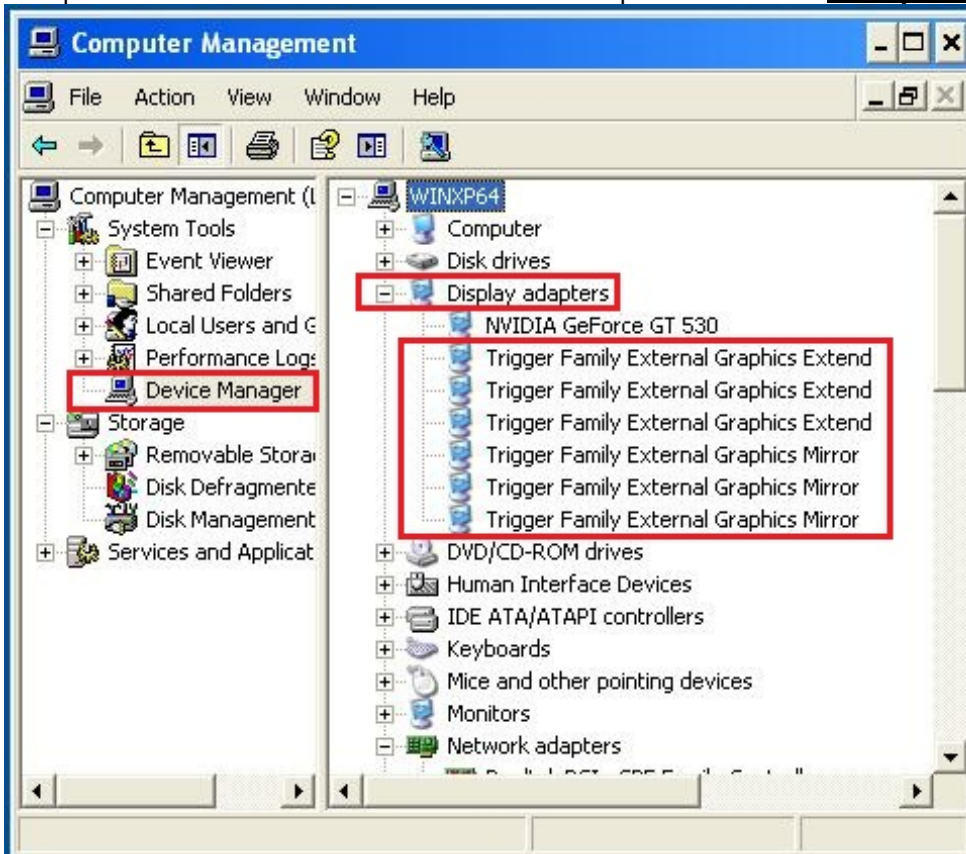 Computer Management
File Action View Window Help
Computer Management (L
System Tools
Event Viewer
Shared Folders
Local Users and G
Performance Logs
Device Manager
Storage
Removable Stora
Disk Defragmente
Disk Management
Services and Applicat
WINXP64
Computer
Disk drives
Display adapters
NVIDIA GeForce GT 530
Trigger Family External Graphics Extend
Trigger Family External Graphics Extend
Trigger Family External Graphics Extend
Trigger Family External Graphics Mirror
Trigger Family External Graphics Mirror
Trigger Family External Graphics Mirror
DVD/CD-ROM drives
Human Interface Devices
IDE ATA/ATAPI controllers
Keyboards
Mice and other pointing devices
Monitors
Network adapters